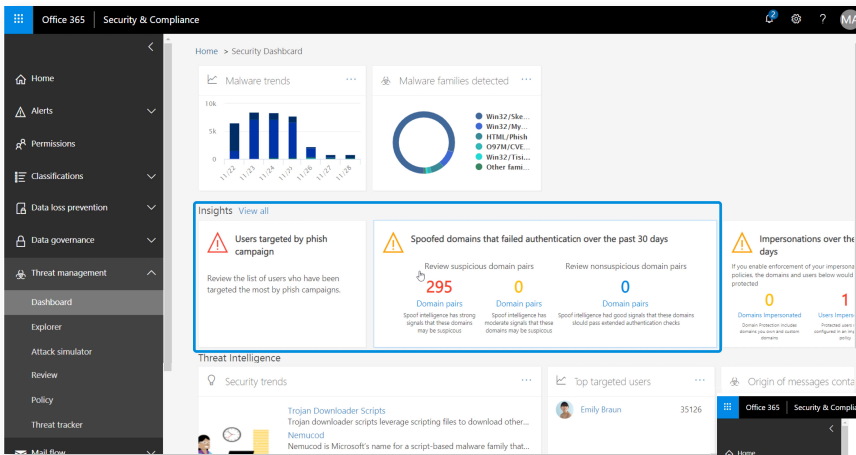 Office 365 Security & Compliance
2 ? MA
Home
Alerts
Permissions
Classifications
Data loss prevention
Data governance
Threat management
Dashboard
Explorer
Attack simulator
Review
Policy
Threat tracker
Mail flow
Home > Security Dashboard
Malware trends ...
10k
5k
0
11/22 11/23 11/24 11/25 11/26 11/27 11/28
Malware families detected ...
Win32/Ske...
Win32/My...
HTML/Phish
O97M/CVE...
Win32/Tisi...
Other fami...
Insights View all
Users targeted by phish
campaign
Review the list of users who have been
targeted the most by phish campaigns.
Spoofed domains that failed authentication over the past 30 days
Review suspicious domain pairs
295
Domain pairs
Spoof intelligence has strong
signals that these domains
may be suspicous
0
Domain pairs
Spoof intelligence has
moderate signals that these
domains may be suspicious
Review nonsuspicious domain pairs
0
Domain pairs
Spoof intelligence had good signals that these domains
should pass extended authentication checks
Impersonations over the
days
If you enable enforcement of your impersona
policies, the domains and users below would
protected
0
Domains Impersonated
Domain Protection includes
domains you own and custom
domains
1
Users Imperso
Protected users
configured in an imp
policy
Threat Intelligence
Security trends ...
Trojan Downloader Scripts
Trojan downloader scripts leverage scripting files to download other...
Nemucod
Nemucod is Microsoft's name for a script-based malware family that...
Top targeted users ...
Emily Braun 35126
Origin of messages conta
Office 365 Security & Complia
Home